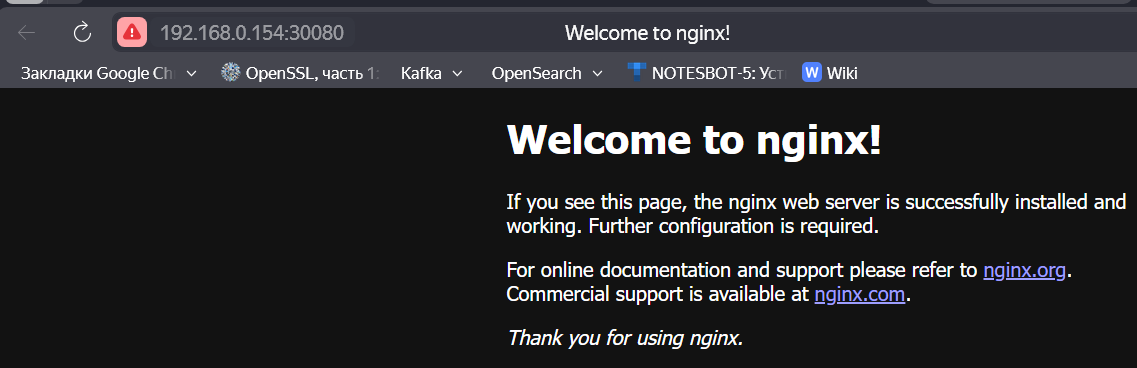 192.168.0.154:30080 Welcome to nginx!
Закладки Google Ch OpenSSL, часть 1: Kafka OpenSearch NOTESBOT-5: Уст W Wiki
Welcome to nginx!
If you see this page, the nginx web server is successfully installed and
working. Further configuration is required.
For online documentation and support please refer to nginx.org.
Commercial support is available at nginx.com.
Thank you for using nginx.